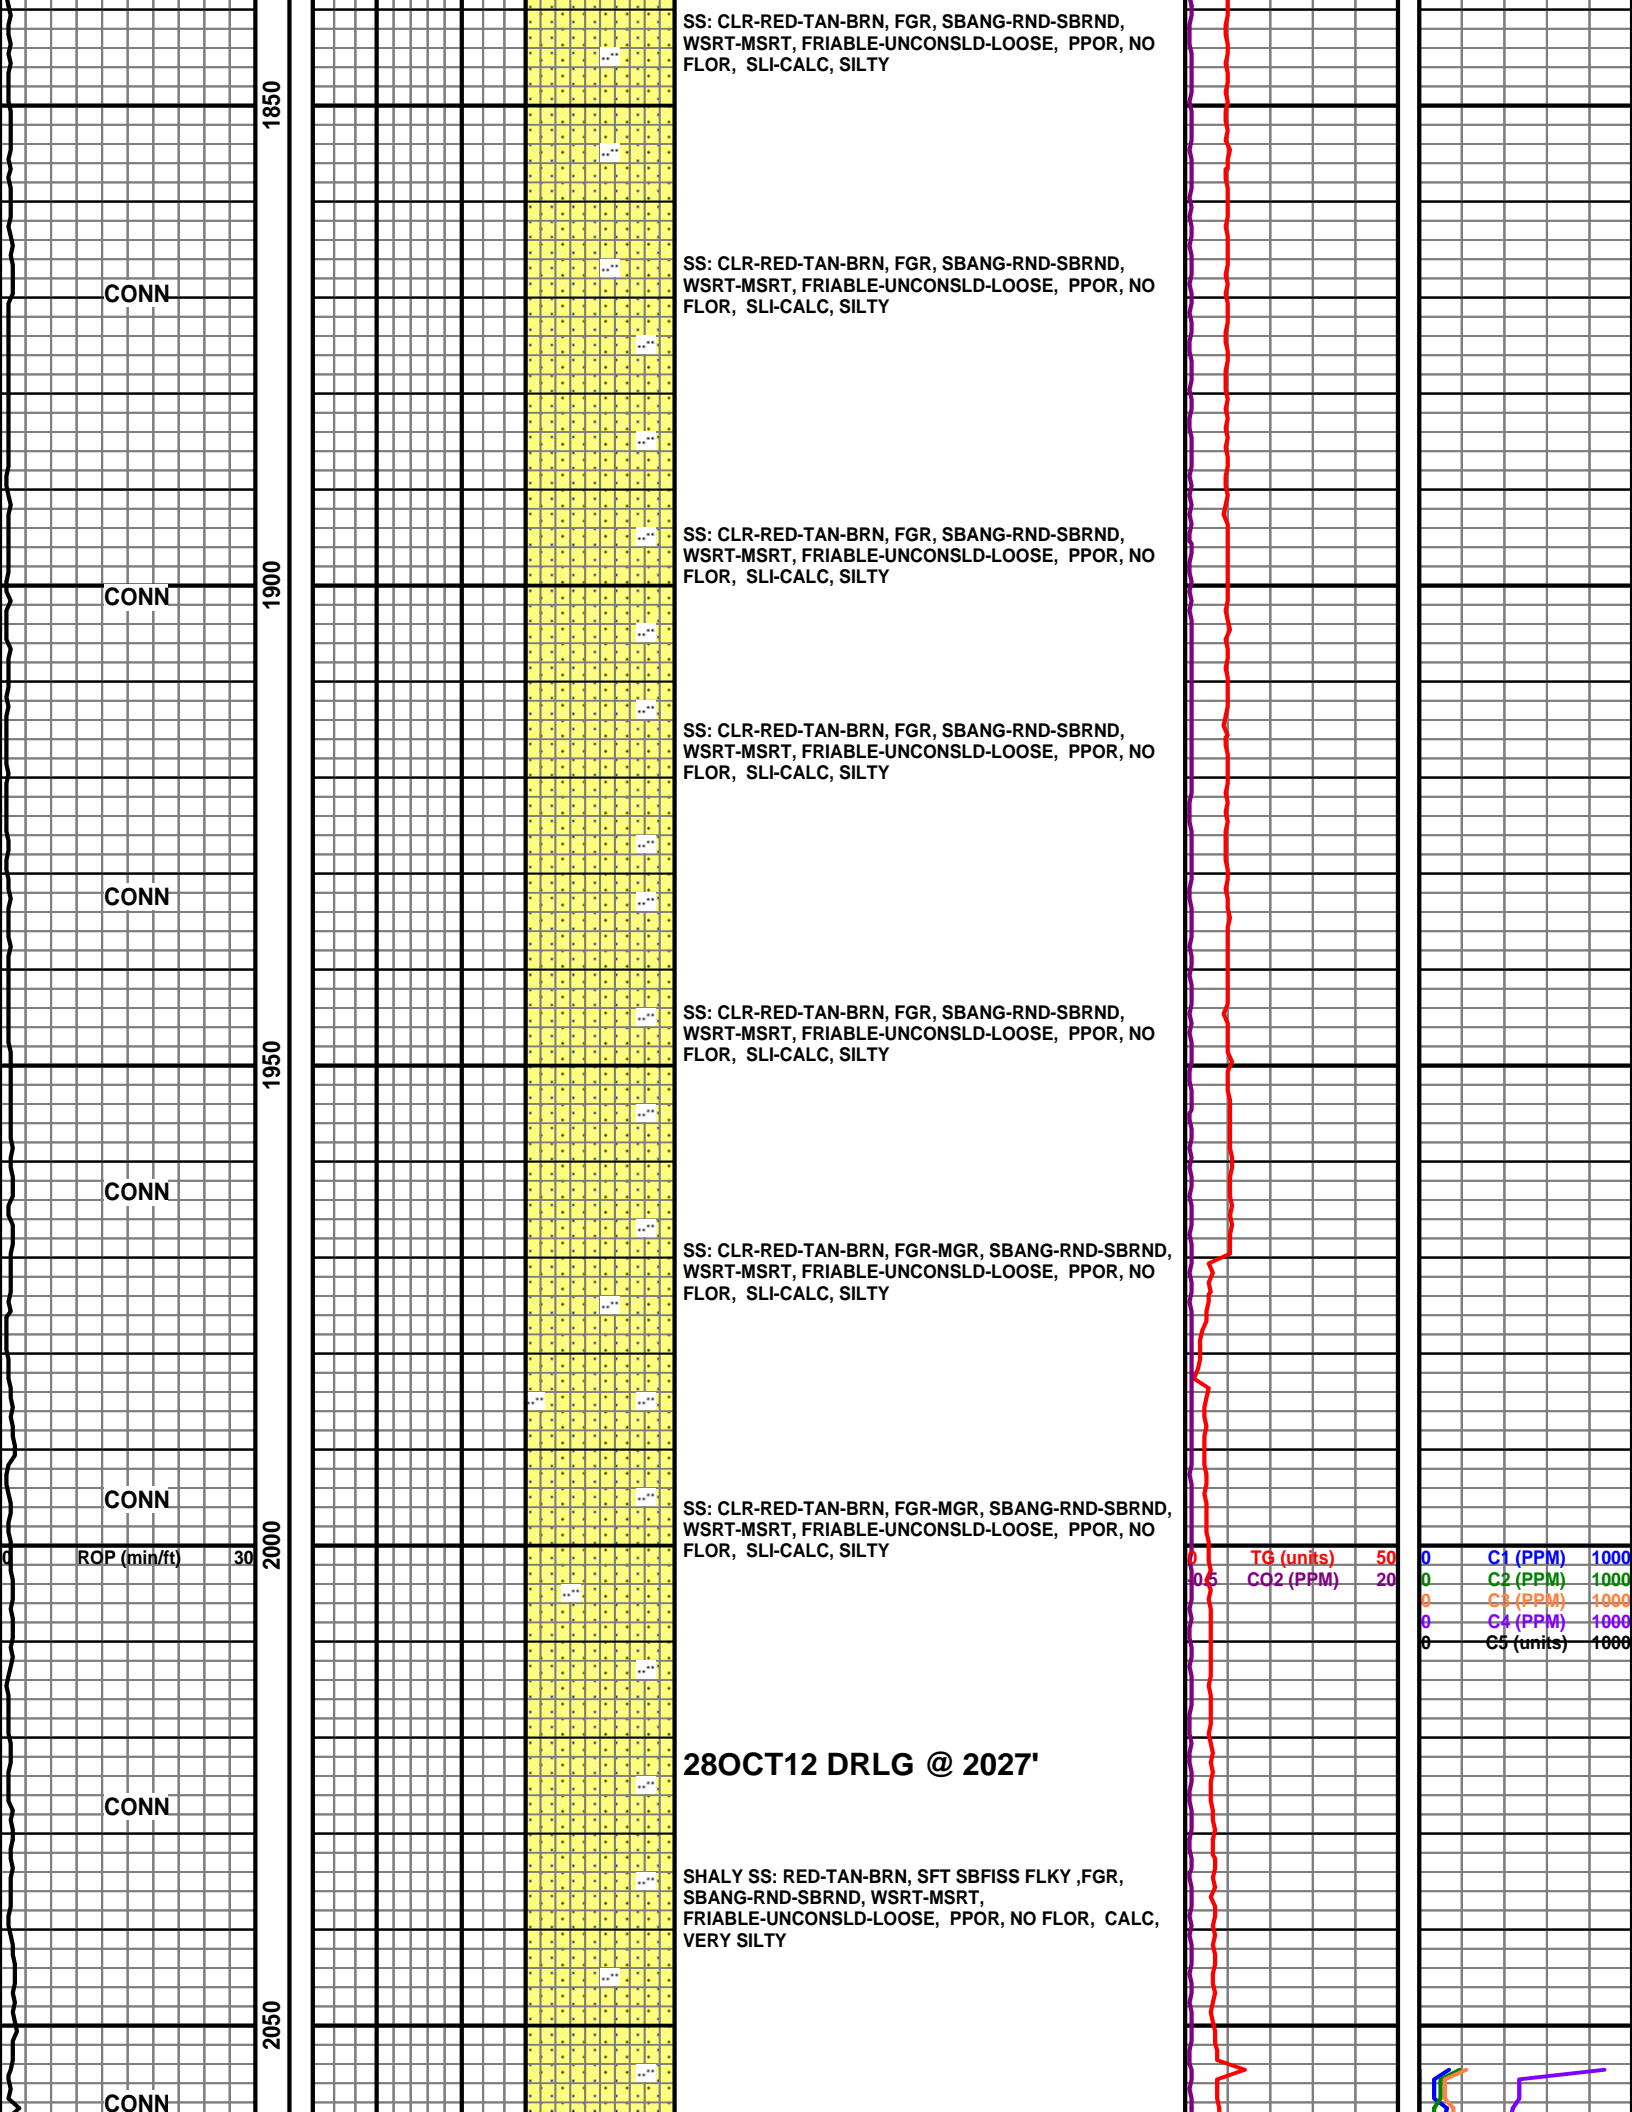 SS: CLR-RED-TAN-BRN, FGR, SBANG-RND-SBRND,
WSRT-MSRT, FRIABLE-UNCONSLD-LOOSE, PPOR, NO
FLOR, SLI-CALC, SILTY
1850
SS: CLR-RED-TAN-BRN, FGR, SBANG-RND-SBRND,
WSRT-MSRT, FRIABLE-UNCONSLD-LOOSE, PPOR, NO
FLOR, SLI-CALC, SILTY
CONN
SS: CLR-RED-TAN-BRN, FGR, SBANG-RND-SBRND,
WSRT-MSRT, FRIABLE-UNCONSLD-LOOSE, PPOR, NO
FLOR, SLI-CALC, SILTY
1900
CONN
SS: CLR-RED-TAN-BRN, FGR, SBANG-RND-SBRND,
WSRT-MSRT, FRIABLE-UNCONSLD-LOOSE, PPOR, NO
FLOR, SLI-CALC, SILTY
CONN
SS: CLR-RED-TAN-BRN, FGR, SBANG-RND-SBRND,
WSRT-MSRT, FRIABLE-UNCONSLD-LOOSE, PPOR, NO
FLOR, SLI-CALC, SILTY
1950
CONN
SS: CLR-RED-TAN-BRN, FGR-MGR, SBANG-RND-SBRND,
WSRT-MSRT, FRIABLE-UNCONSLD-LOOSE, PPOR, NO
FLOR, SLI-CALC, SILTY
CONN
SS: CLR-RED-TAN-BRN, FGR-MGR, SBANG-RND-SBRND,
WSRT-MSRT, FRIABLE-UNCONSLD-LOOSE, PPOR, NO
FLOR, SLI-CALC, SILTY
2000
0 ROP (min/ft) 30
0 TG (units) 50
-0.5 CO2 (PPM) 20
0 C1 (PPM) 1000
0 C2 (PPM) 1000
0 C3 (PPM) 1000
0 C4 (PPM) 1000
0 C5 (units) 1000
28OCT12 DRLG @ 2027'
CONN
SHALY SS: RED-TAN-BRN, SFT SBFISS FLKY ,FGR,
SBANG-RND-SBRND, WSRT-MSRT,
FRIABLE-UNCONSLD-LOOSE, PPOR, NO FLOR, CALC,
VERY SILTY
2050
CONN